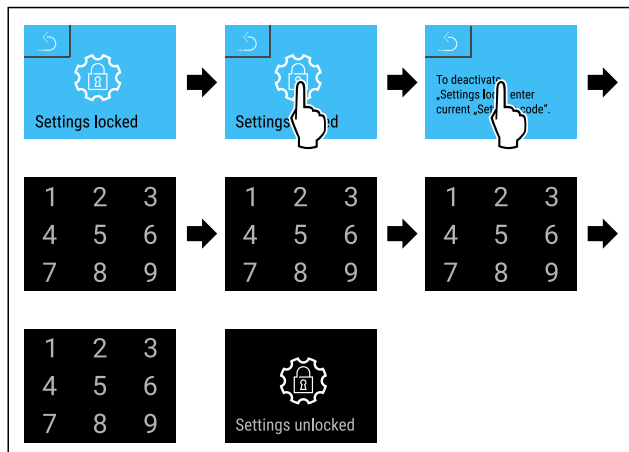 Settings locked
Settings ed
To deactivate
„Settings loc enter
current „Set code“.
1 2 3
4 5 6
7 8 9
1 2 3
4 5 6
7 8 9
1 2 3
4 5 6
7 8 9
1 2 3
4 5 6
7 8 9
Settings unlocked